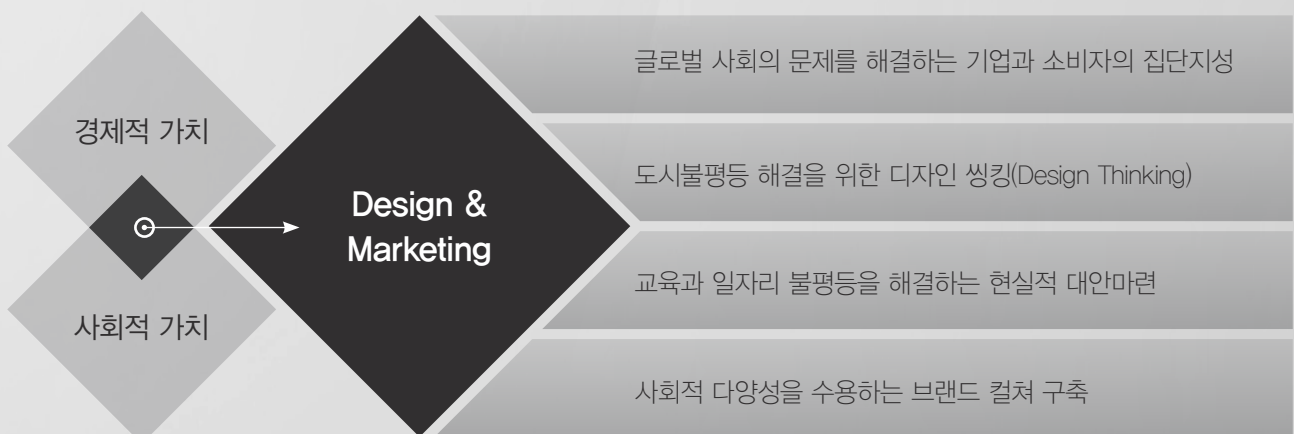 경제적 가치
사회적 가치
Design &
Marketing
글로벌 사회의 문제를 해결하는 기업과 소비자의 집단지성
도시불평등 해결을 위한 디자인 씽킹(Design Thinking)
교육과 일자리 불평등을 해결하는 현실적 대안마련
사회적 다양성을 수용하는 브랜드 컬쳐 구축